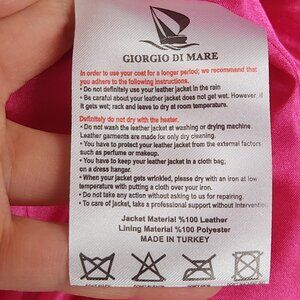 GIORGIO DI MARE
In order to use your cost for a longer period; we recommend that
you adhere to the following instructions.
• Do not definitely use your leather jacket in the rain
• Be careful about your leather jacket does not get wet. However, if
it gets wet; rack and leave to dry at room temperature.
Definitely do not dry with the heater.
• Do not wash the leather jacket at washing or drying machine.
Leather garments are made for only dry cleaning.
• You have to protect your leather jacket from the external factors
such as perfume or makeup.
• You have to keep your leather jacket in a cloth bag;
on a dress hanger.
• When your jacket gets wrinkled, please dry with an iron at low
temperature with putting a cloth over your iron.
• Do not take any action without asking to us for repairing.
• To care of jacket, take a professional support without
Jacket Material %100 Leather
Lining Material %100 Polyester
MADE IN TURKEY